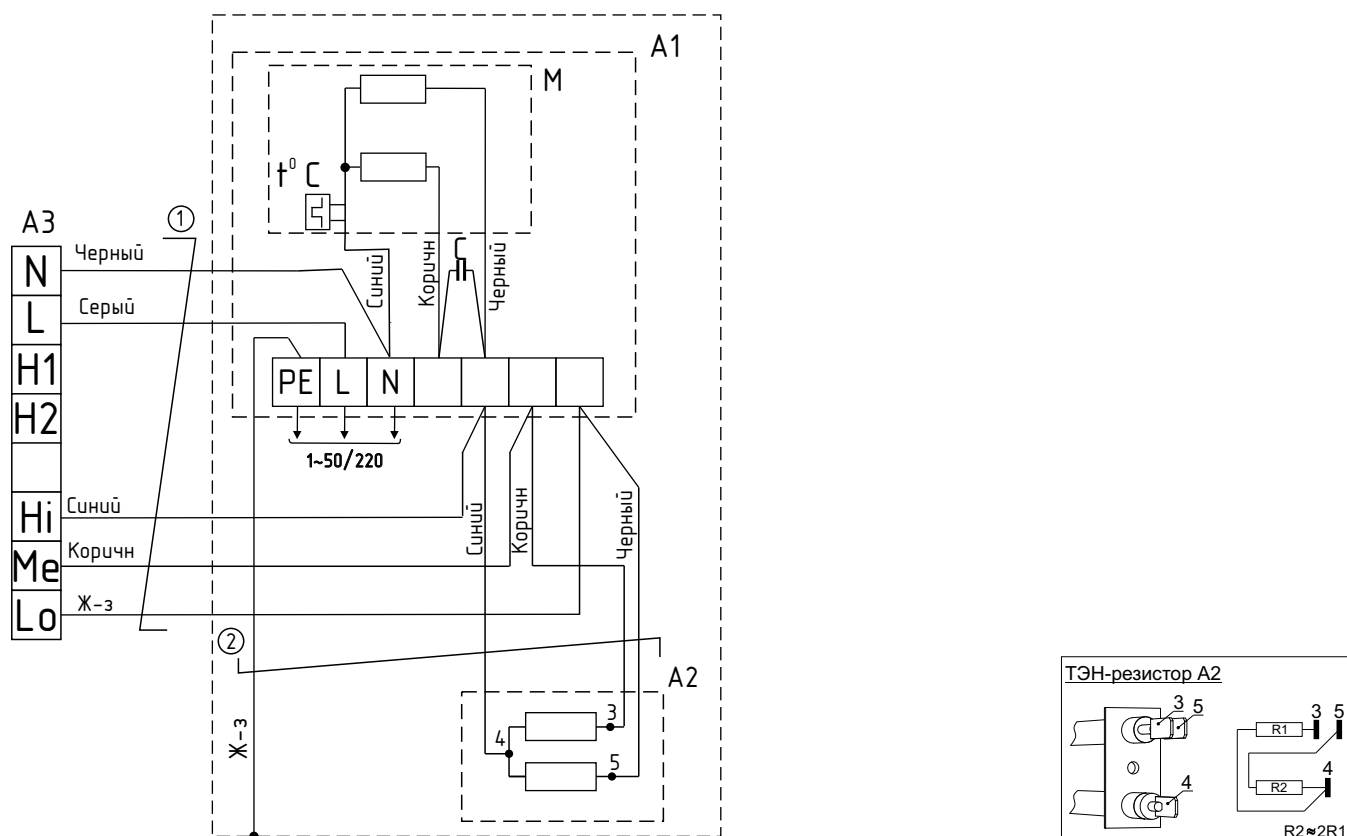 A1
M
t⁰ C
A3
1
N
Черный
Синий
Коричн
C
Черный
L
Серый
H1
H2
PE
L
N
1~50/220
Hi
Синий
Me
Коричн
Lo
Ж-з
Синий
Коричн
Черный
2
A2
Ж-з
3
4
5
ТЭН-резистор А2
3
5
4
R1
3
5
R2
4
R2≈2R1